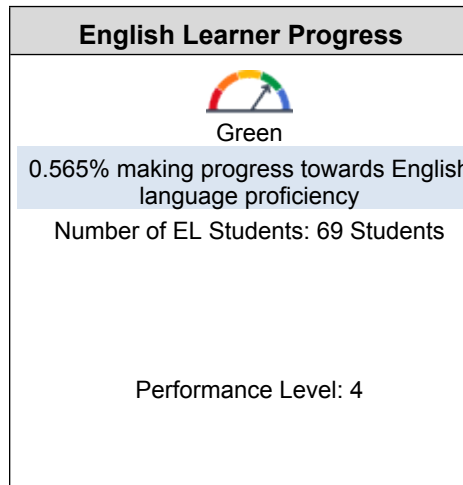 English Learner Progress
Green
0.565% making progress towards English
language proficiency
Number of EL Students: 69 Students
Performance Level: 4